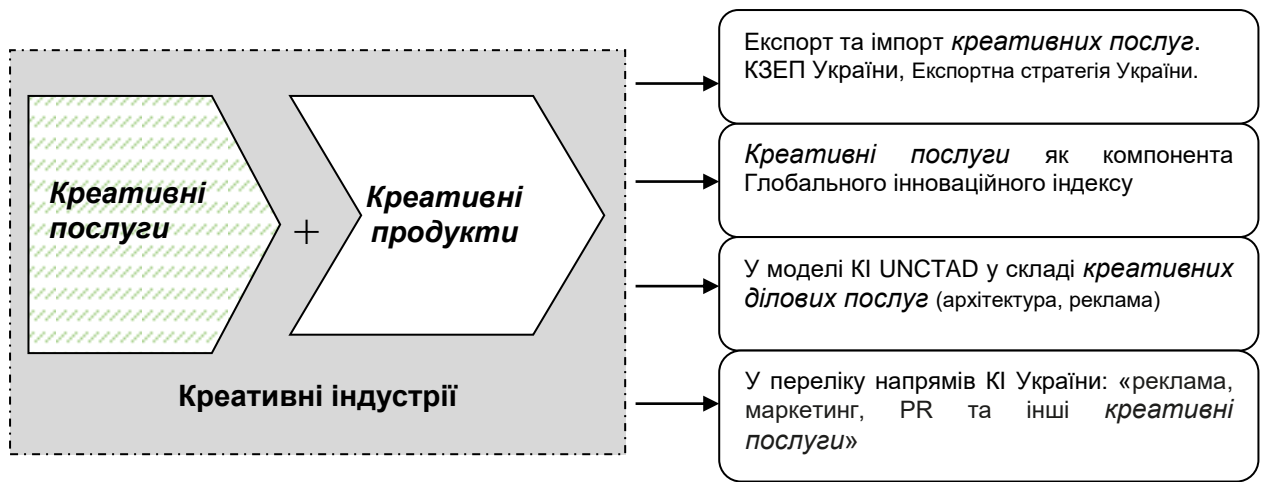 Креативні
послуги
+
Креативні
продукти
Креативні індустрії
Експорт та імпорт креативних послуг.
КЗЕП України, Експортна стратегія України.
Креативні послуги як компонента
Глобального інноваційного індексу
У моделі КІ UNCTAD у складі креативних
ділових послуг (архітектура, реклама)
У переліку напрямів КІ України: «реклама,
маркетинг, PR та інші креативні
послуги»